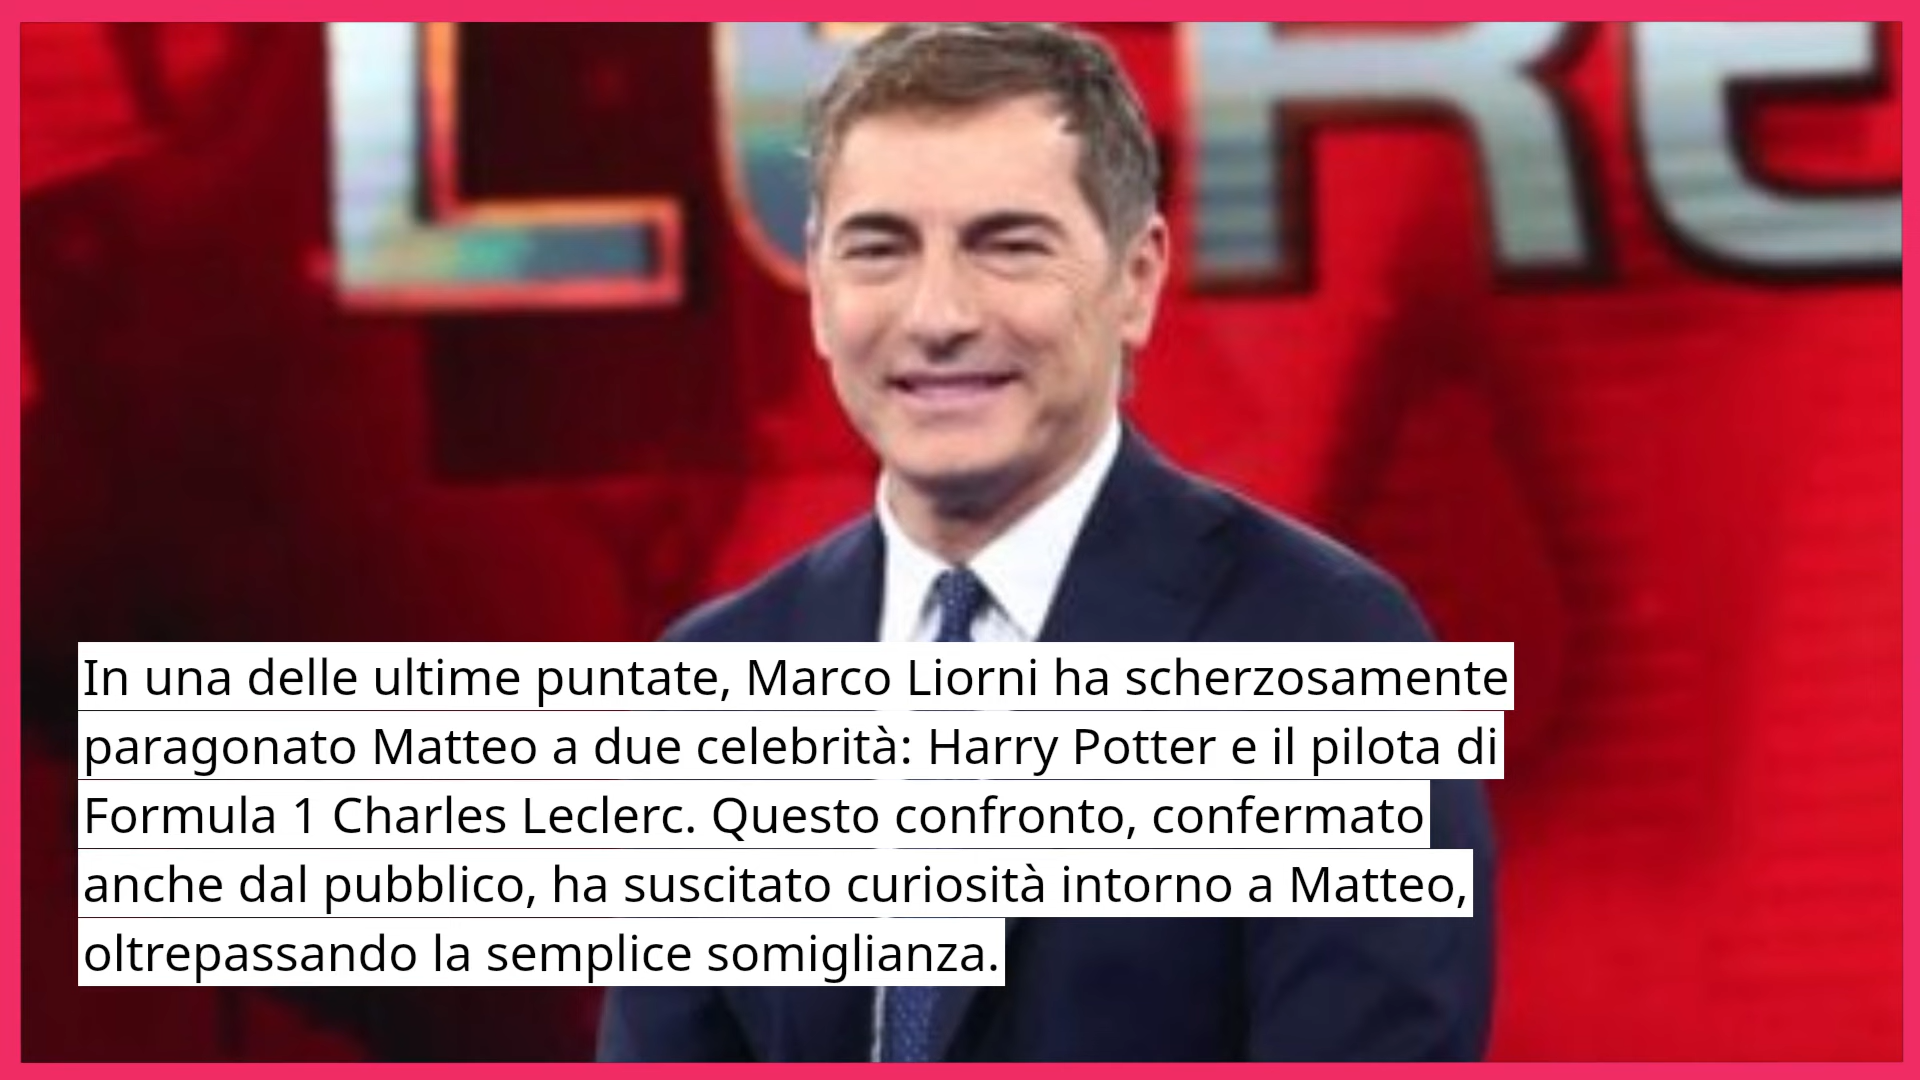 LeRe
In una delle ultime puntate, Marco Liorni ha scherzosamente
paragonato Matteo a due celebrità: Harry Potter e il pilota di
Formula 1 Charles Leclerc. Questo confronto, confermato
anche dal pubblico, ha suscitato curiosità intorno a Matteo,
oltrepassando la semplice somiglianza.